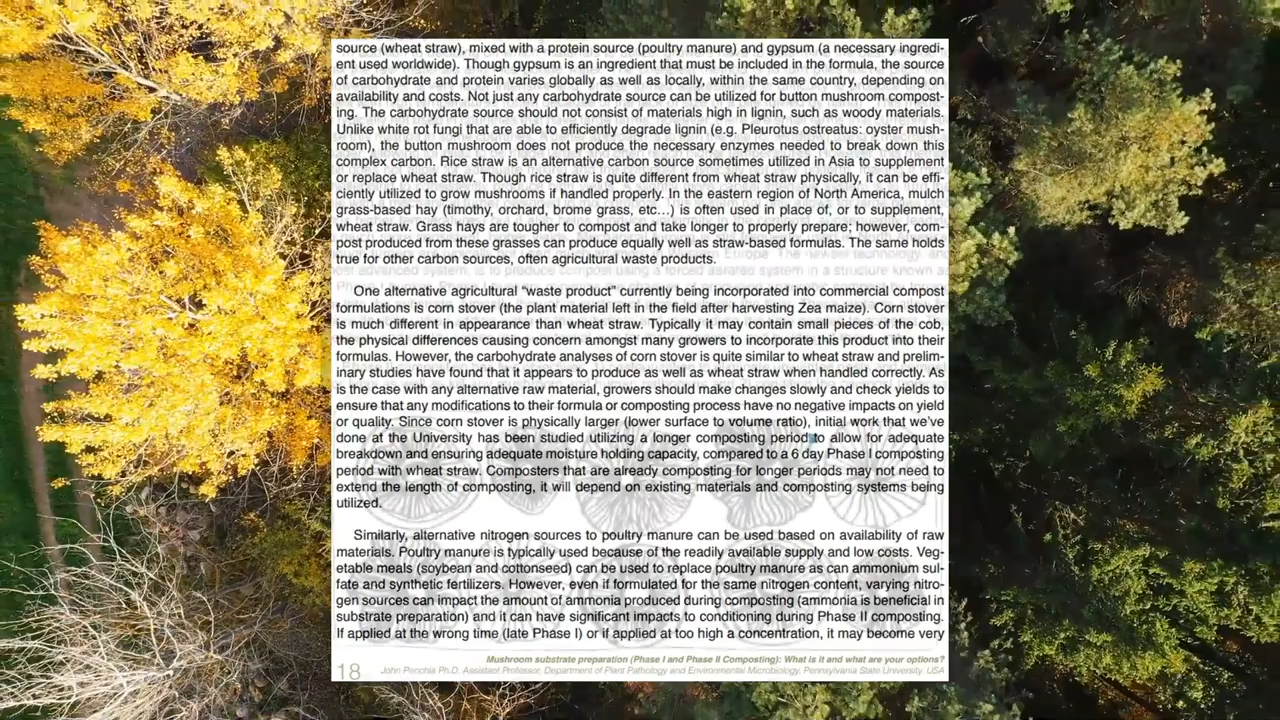 source (wheat straw), mixed with a protein source (poultry manure) and gypsum (a necessary ingredi-
ent used worldwide). Though gypsum is an ingredient that must be included in the formula, the source
of carbohydrate and protein varies globally as well as locally, within the same country, depending on
availability and costs. Not just any carbohydrate source can be utilized for button mushroom compost-
ing. The carbohydrate source should not consist of materials high in lignin, such as woody materials.
Unlike white rot fungi that are able to efficiently degrade lignin (e.g. Pleurotus ostreatus: oyster mush-
room), the button mushroom does not produce the necessary enzymes needed to break down this
complex carbon. Rice straw is an alternative carbon source sometimes utilized in Asia to supplement
or replace wheat straw. Though rice straw is quite different from wheat straw physically, it can be effi-
ciently utilized to grow mushrooms if handled properly. In the eastern region of North America, mulch
grass-based hay (timothy, orchard, brome grass, etc…) is often used in place of, or to supplement,
wheat straw. Grass hays are tougher to compost and take longer to properly prepare; however, com-
post produced from these grasses can produce equally well as straw-based formulas. The same holds
true for other carbon sources, often agricultural waste products.
One alternative agricultural “waste product” currently being incorporated into commercial compost
formulations is corn stover (the plant material left in the field after harvesting Zea maize). Corn stover
is much different in appearance than wheat straw. Typically it may contain small pieces of the cob,
the physical differences causing concern amongst many growers to incorporate this product into their
formulas. However, the carbohydrate analyses of corn stover is quite similar to wheat straw and prelim-
inary studies have found that it appears to produce as well as wheat straw when handled correctly. As
is the case with any alternative raw material, growers should make changes slowly and check yields to
ensure that any modifications to their formula or composting process have no negative impacts on yield
or quality. Since corn stover is physically larger (lower surface to volume ratio), initial work that we’ve
done at the University has been studied utilizing a longer composting period to allow for adequate
breakdown and ensuring adequate moisture holding capacity, compared to a 6 day Phase I composting
period with wheat straw. Composters that are already composting for longer periods may not need to
extend the length of composting, it will depend on existing materials and composting systems being
utilized.
Similarly, alternative nitrogen sources to poultry manure can be used based on availability of raw
materials. Poultry manure is typically used because of the readily available supply and low costs. Veg-
etable meals (soybean and cottonseed) can be used to replace poultry manure as can ammonium sul-
fate and synthetic fertilizers. However, even if formulated for the same nitrogen content, varying nitro-
gen sources can impact the amount of ammonia produced during composting (ammonia is beneficial in
substrate preparation) and it can have significant impacts to conditioning during Phase II composting.
If applied at the wrong time (late Phase I) or if applied at too high a concentration, it may become very
Mushroom substrate preparation (Phase I and Phase II Composting): What is it and what are your options?
18 John Pecchia Ph.D. Assistant Professor, Department of Plant Pathology and Environmental Microbiology, Pennsylvania State University, USA